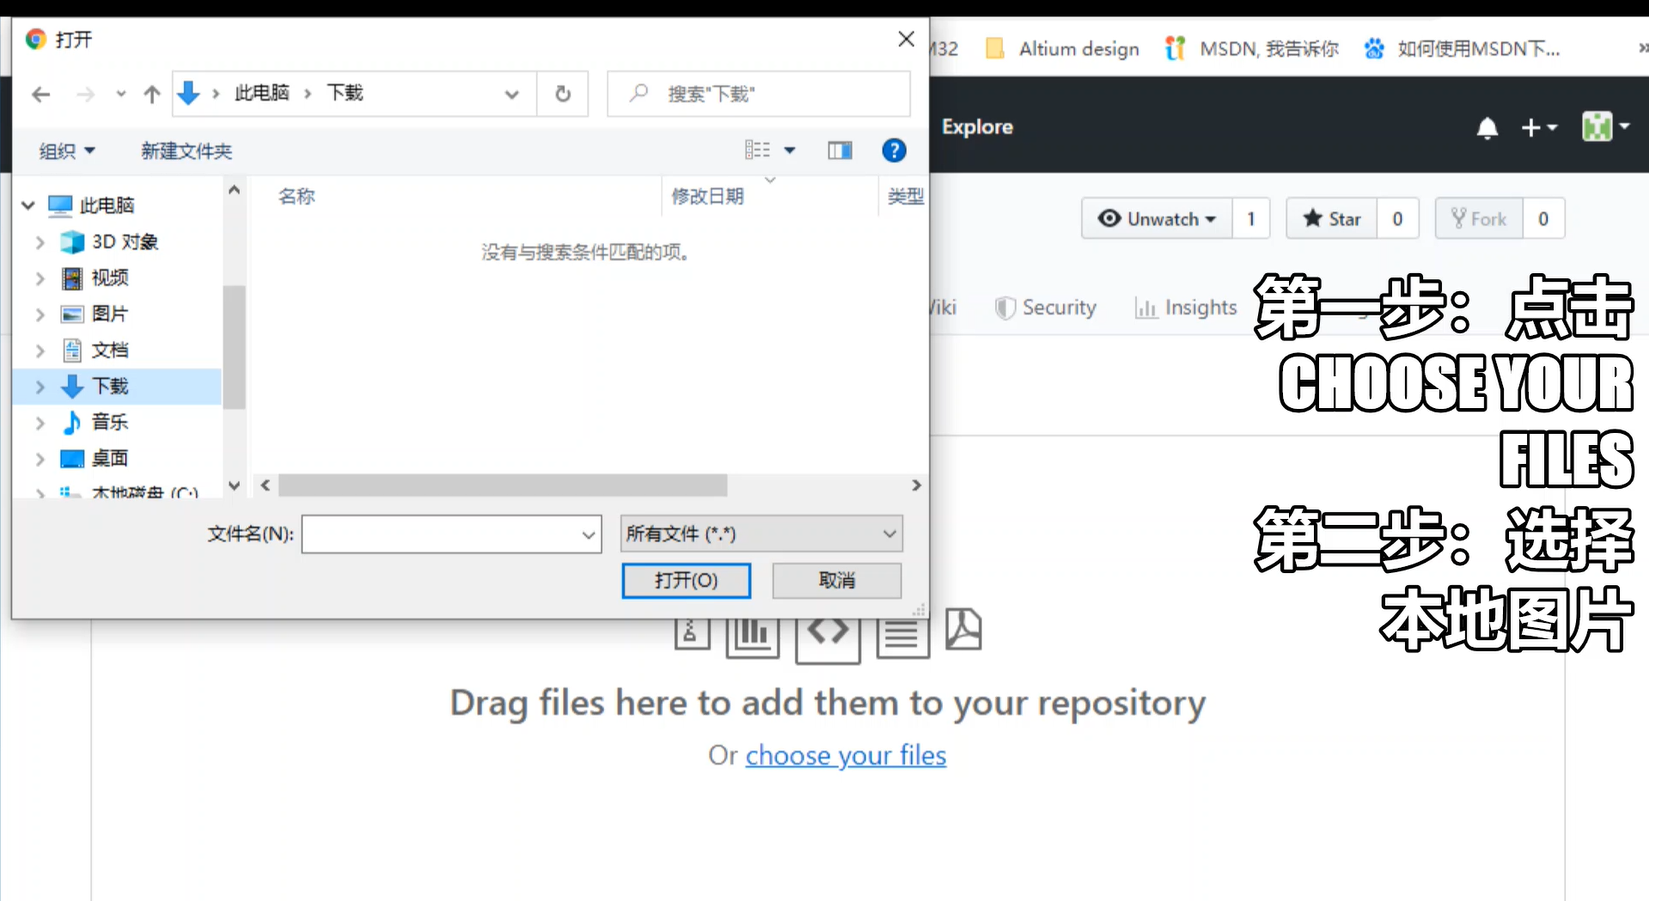 打开
此电脑 › 下载
搜索"下载"
组织
新建文件夹
名称
修改日期
类型
没有与搜索条件匹配的项。
此电脑
3D 对象
视频
图片
文档
下载
音乐
桌面
本地磁盘 (C:)
文件名(N):
所有文件 (*.*)
打开(O)
取消
M32
Altium design
MSDN, 我告诉你
如何使用MSDN下...
Explore
Unwatch 1
Star 0
Fork 0
Wiki
Security
Insights
第一步：点击
CHOOSE YOUR
FILES
第二步：选择
本地图片
Drag files here to add them to your repository
Or choose your files